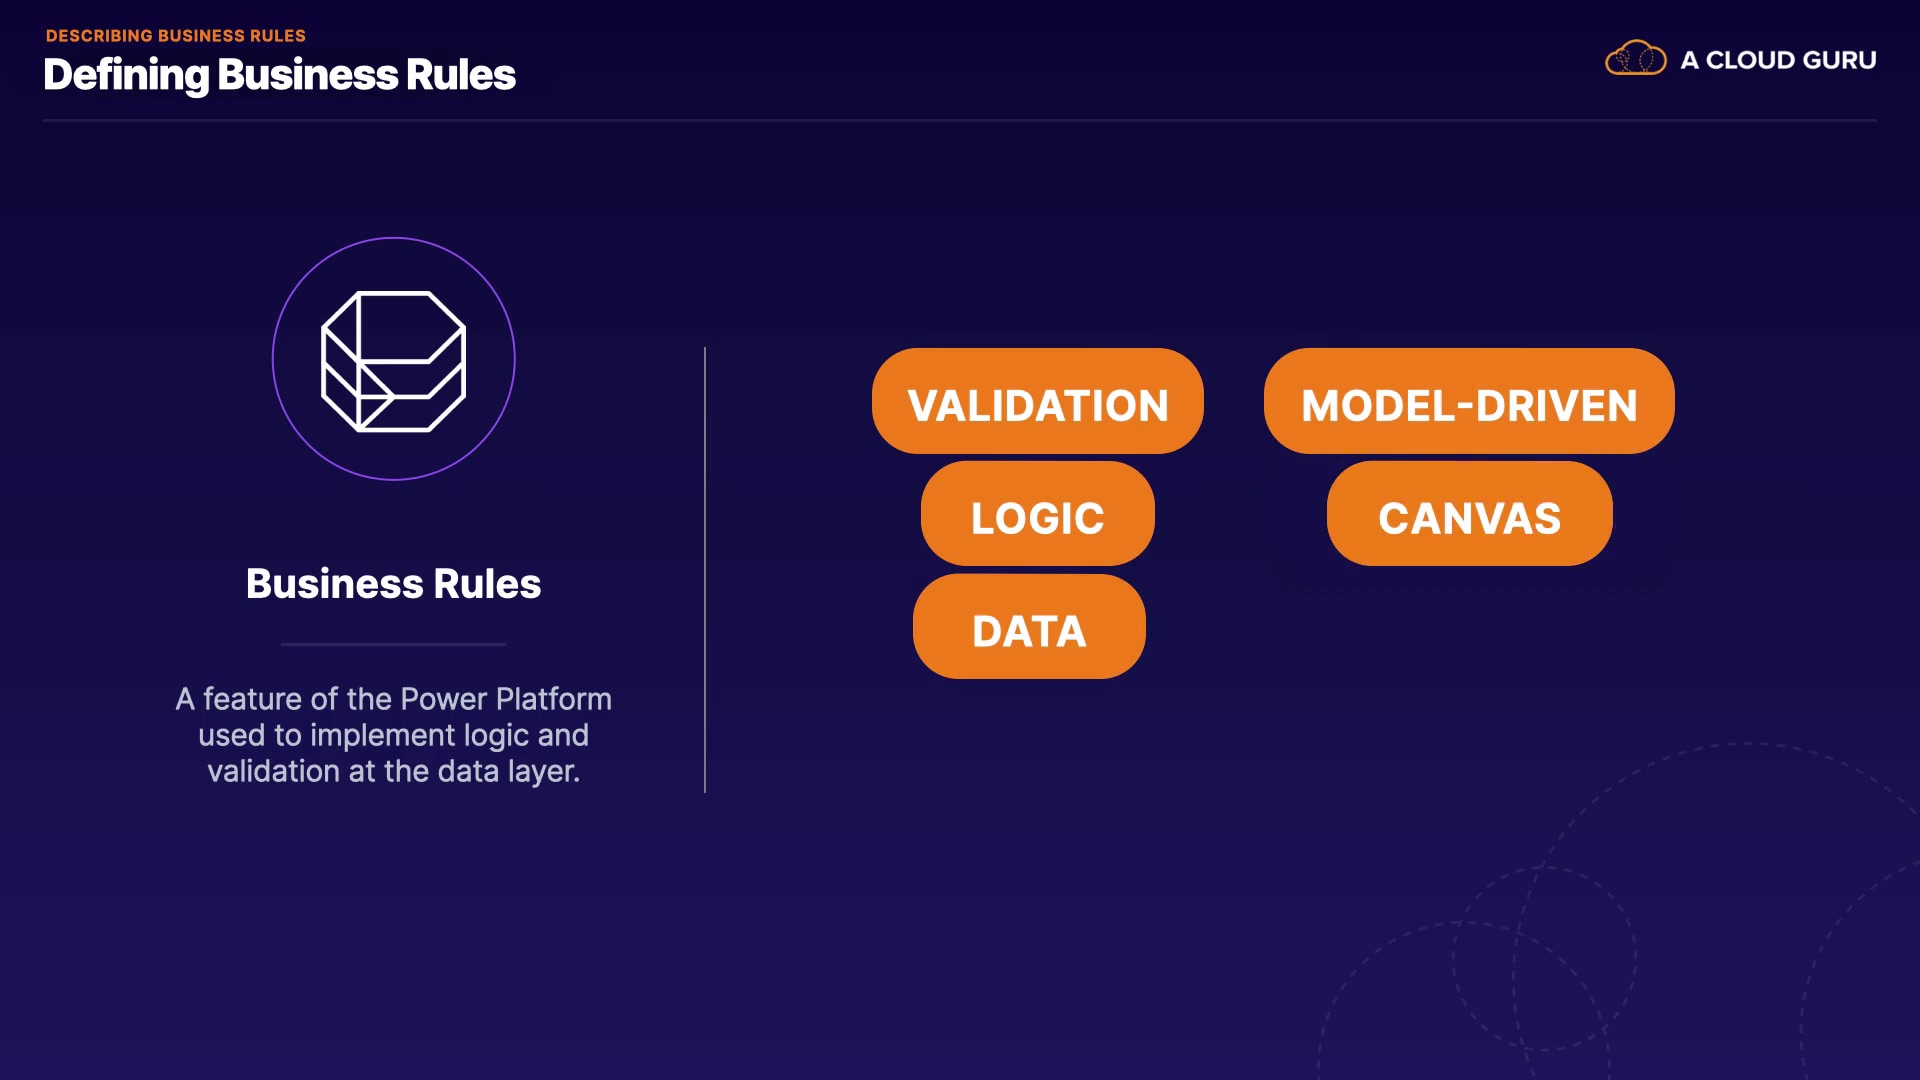 DESCRIBING BUSINESS RULES
Defining Business Rules
A CLOUD GURU
Business Rules
A feature of the Power Platform
used to implement logic and
validation at the data layer.
VALIDATION
LOGIC
DATA
MODEL-DRIVEN
CANVAS